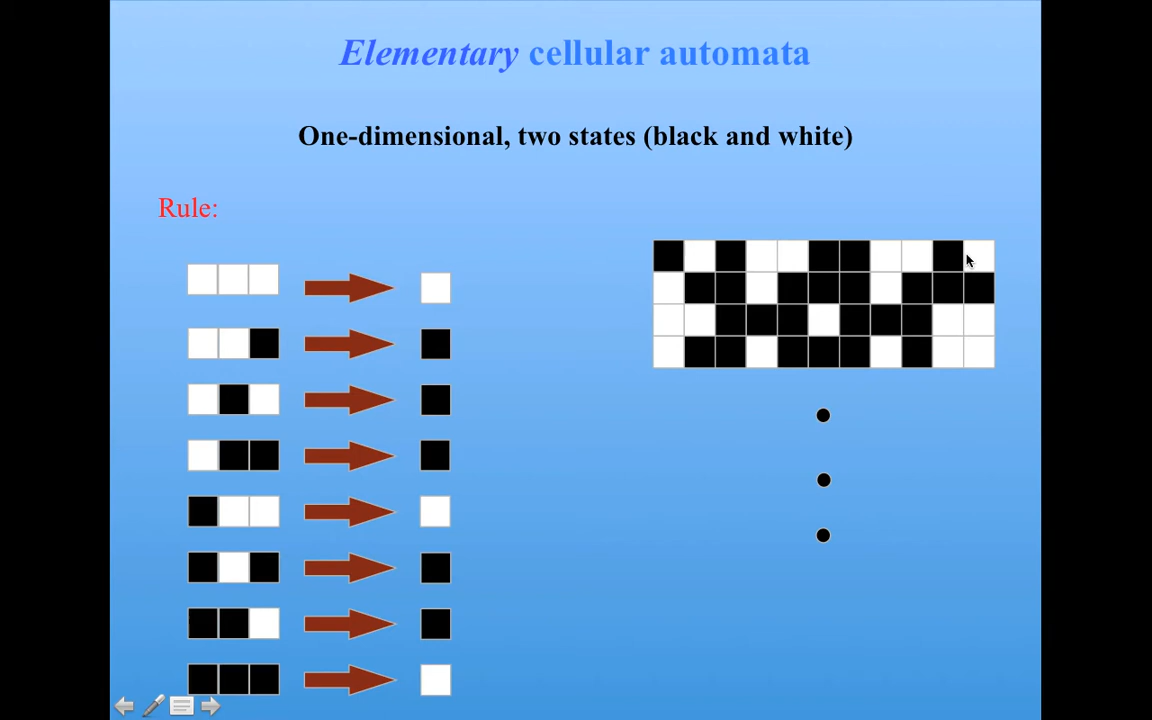 Elementary cellular automata
One-dimensional, two states (black and white)
Rule: